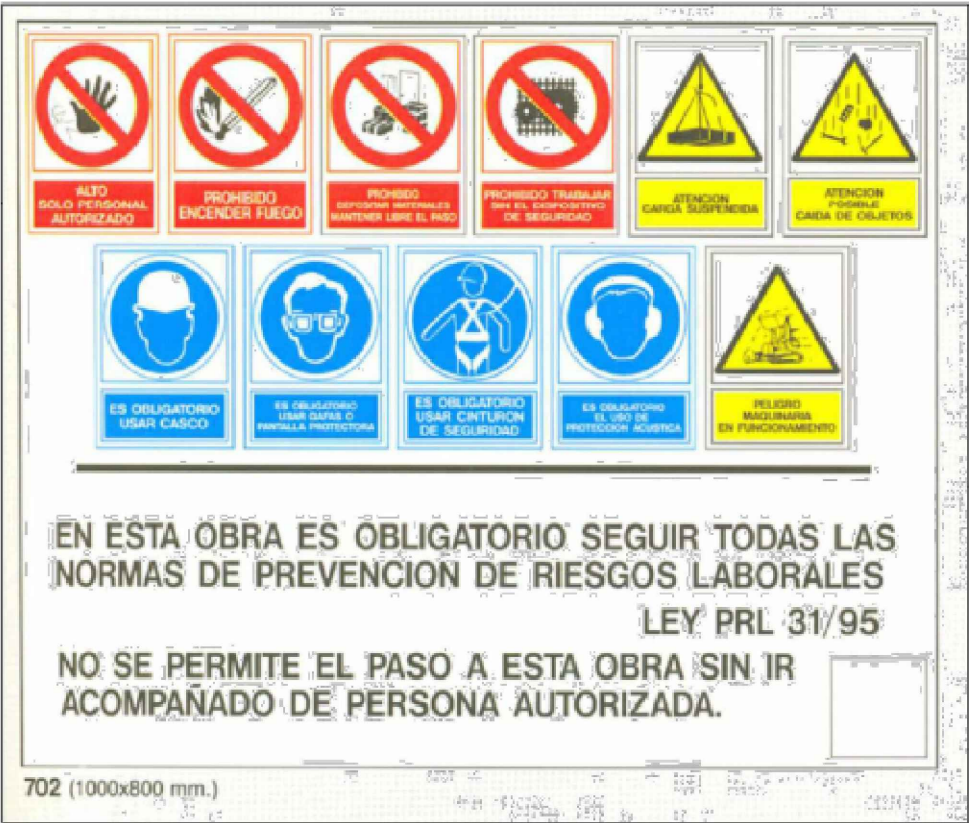 ALTO
SOLO PERSONAL
AUTORIZADO
PROHIBIDO
ENCENDER FUEGO
PROHIBIDO
DEPOSITAR MATERIALES
MANTENER LIBRE EL PASO
PROHIBIDO TRABAJAR
SIN EL DISPOSITIVO
DE SEGURIDAD
ATENCION
CARGA SUSPENDIDA
ATENCION
POSIBLE
CAIDA DE OBJETOS
ES OBLIGATORIO
USAR CASCO
ES OBLIGATORIO
USAR GAFAS O
PANTALLA PROTECTORA
ES OBLIGATORIO
USAR CINTURON
DE SEGURIDAD
ES OBLIGATORIO
EL USO DE
PROTECCION ACUSTICA
PELIGRO
MAQUINARIA
EN FUNCIONAMIENTO
EN ESTA OBRA ES OBLIGATORIO SEGUIR TODAS LAS
NORMAS DE PREVENCION DE RIESGOS LABORALES
LEY PRL 31/95
NO SE PERMITE EL PASO A ESTA OBRA SIN IR
ACOMPAÑADO DE PERSONA AUTORIZADA.
702 (1000x800 mm.)